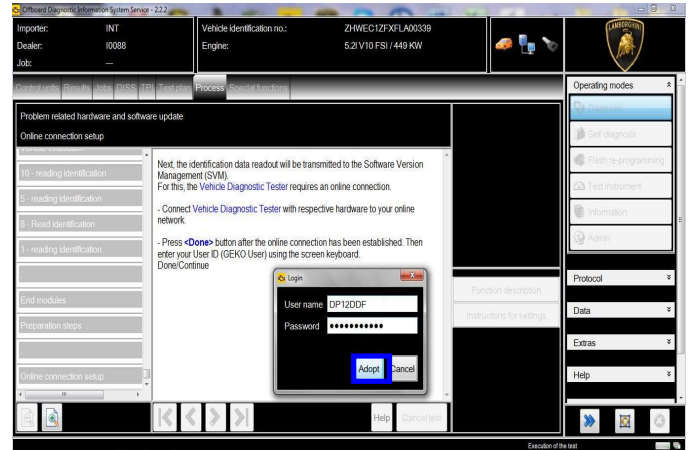 Offboard Diagnostic Information System Service - 2.2.2
Importer: INT
Dealer: I0088
Job: ---
Vehicle identification no.: ZHWEC1ZFXFLA00339
Engine: 5.2l V10 FSI / 449 KW
LAMBORGHINI
Control units Results Jobs DISS TPI Test plan Process Special functions
Problem related hardware and software update
Online connection setup
10 - reading identification
5 - reading identification
8 - Read identification
1 - reading identification
.
End modules
Preparation steps
.
Online connection setup
Next, the identification data readout will be transmitted to the Software Version
Management (SVM).
For this, the Vehicle Diagnostic Tester requires an online connection.
- Connect Vehicle Diagnostic Tester with respective hardware to your online
network.
- Press <Done> button after the online connection has been established. Then
enter your User ID (GEKO User) using the screen keyboard.
Done/Continue
Login
User name DP12DDF
Password ●●●●●●●●●●●
Adopt Cancel
Function description
Instructions for settings
Help Cancel test
Operating modes
Diagnosis
Self-diagnosis
Flash re-programming
Test instrument
Information
Admin
Protocol
Data
Extras
Help
Execution of the test